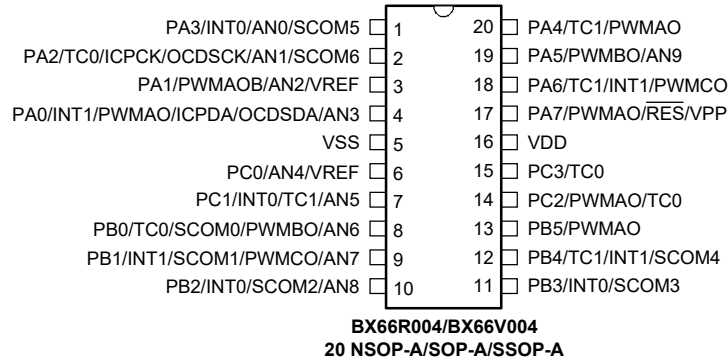 PA3/INT0/AN0/SCOM5 1 20 PA4/TC1/PWMAO
PA2/TC0/ICPCK/OCDSCK/AN1/SCOM6 2 19 PA5/PWMBO/AN9
PA1/PWMAOB/AN2/VREF 3 18 PA6/TC1/INT1/PWMCO
PA0/INT1/PWMAO/ICPDA/OCDSDA/AN3 4 17 PA7/PWMAO/RES/VPP
VSS 5 16 VDD
PC0/AN4/VREF 6 15 PC3/TC0
PC1/INT0/TC1/AN5 7 14 PC2/PWMAO/TC0
PB0/TC0/SCOM0/PWMBO/AN6 8 13 PB5/PWMAO
PB1/INT1/SCOM1/PWMCO/AN7 9 12 PB4/TC1/INT1/SCOM4
PB2/INT0/SCOM2/AN8 10 11 PB3/INT0/SCOM3
BX66R004/BX66V004
20 NSOP-A/SOP-A/SSOP-A